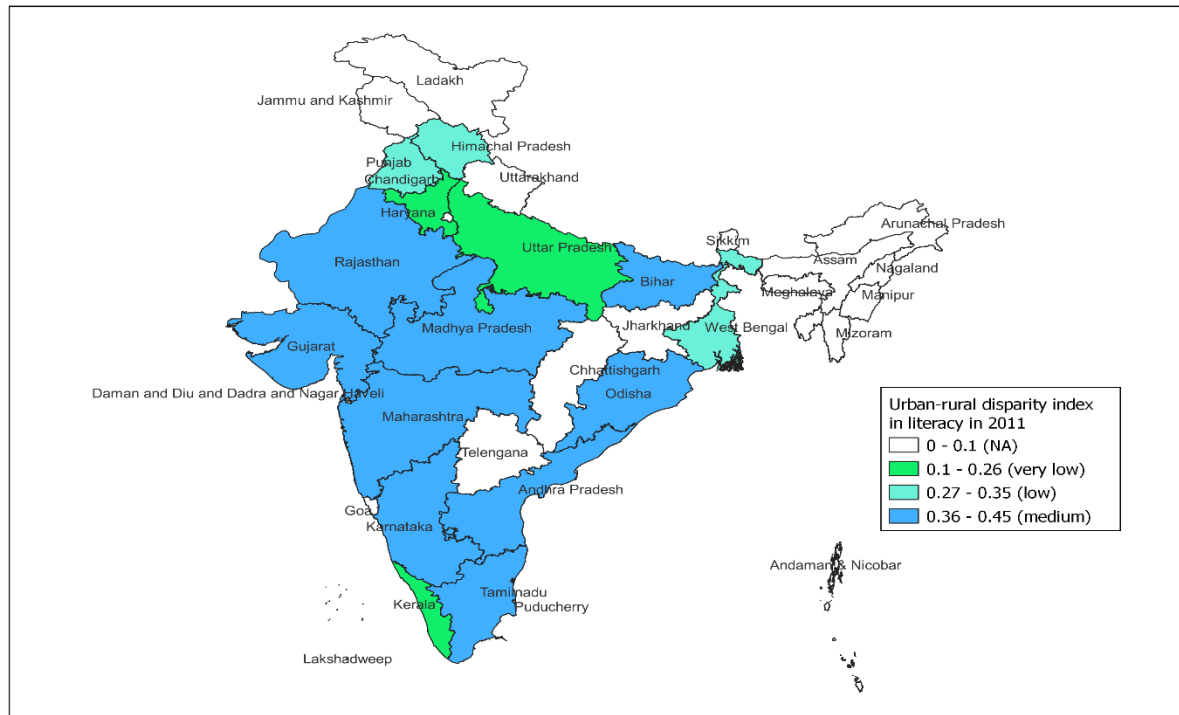 Ladakh
Jammu and Kashmir
Himachal Pradesh
Punjab
Chandigarh
Uttarakhand
Haryana
Arunachal Pradesh
Sikkim
Uttar Pradesh
Assam
Rajasthan
Nagaland
Bihar
Meghalaya
Manipur
Madhya Pradesh
Jharkhand
West Bengal
Mizoram
Gujarat
Chhattishgarh
Daman and Diu and Dadra and Nagar Haveli
Odisha
Maharashtra
Telengana
Andhra Pradesh
Goa
Karnataka
Urban-rural disparity index
in literacy in 2011
0 - 0.1 (NA)
0.1 - 0.26 (very low)
0.27 - 0.35 (low)
0.36 - 0.45 (medium)
Andaman & Nicobar
Tamilnadu
Kerala
Puducherry
Lakshadweep